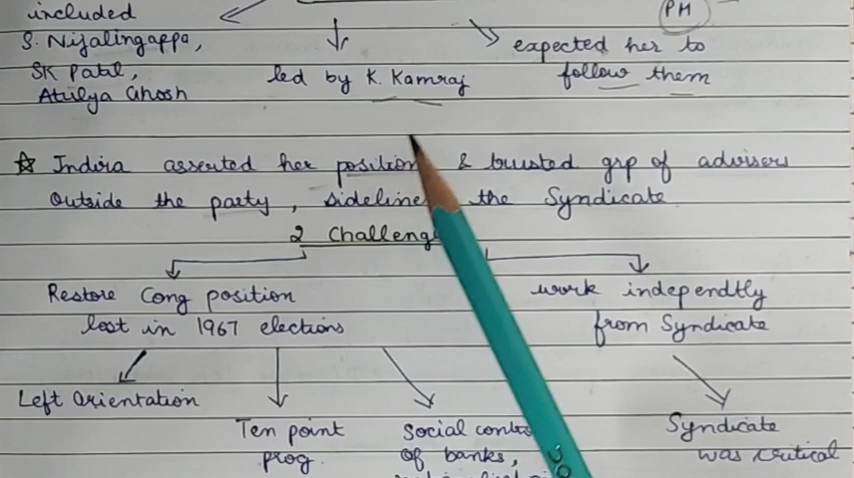 included
PM
S. Nijalingappa,
SK Patil,
Atulya Ghosh
led by K. Kamraj
expected her to
follow them
☆ Indira asserted her position & trusted grp of advisers
outside the party, sideline the Syndicate
2 Challeng
Restore Cong position
lost in 1967 elections
work independtly
from Syndicate
Left Orientation
Ten point
prog.
Social contro
of banks,
Syndicate
was critical